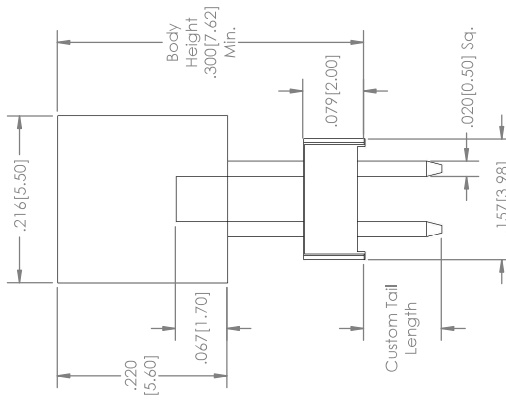 Body
Height
.300[7.62]
Min.
.079[2.00]
.020[0.50] Sq.
.216[5.50]
.157[3.98]
.067[1.70]
Custom Tail
Length
.220
[5.60]